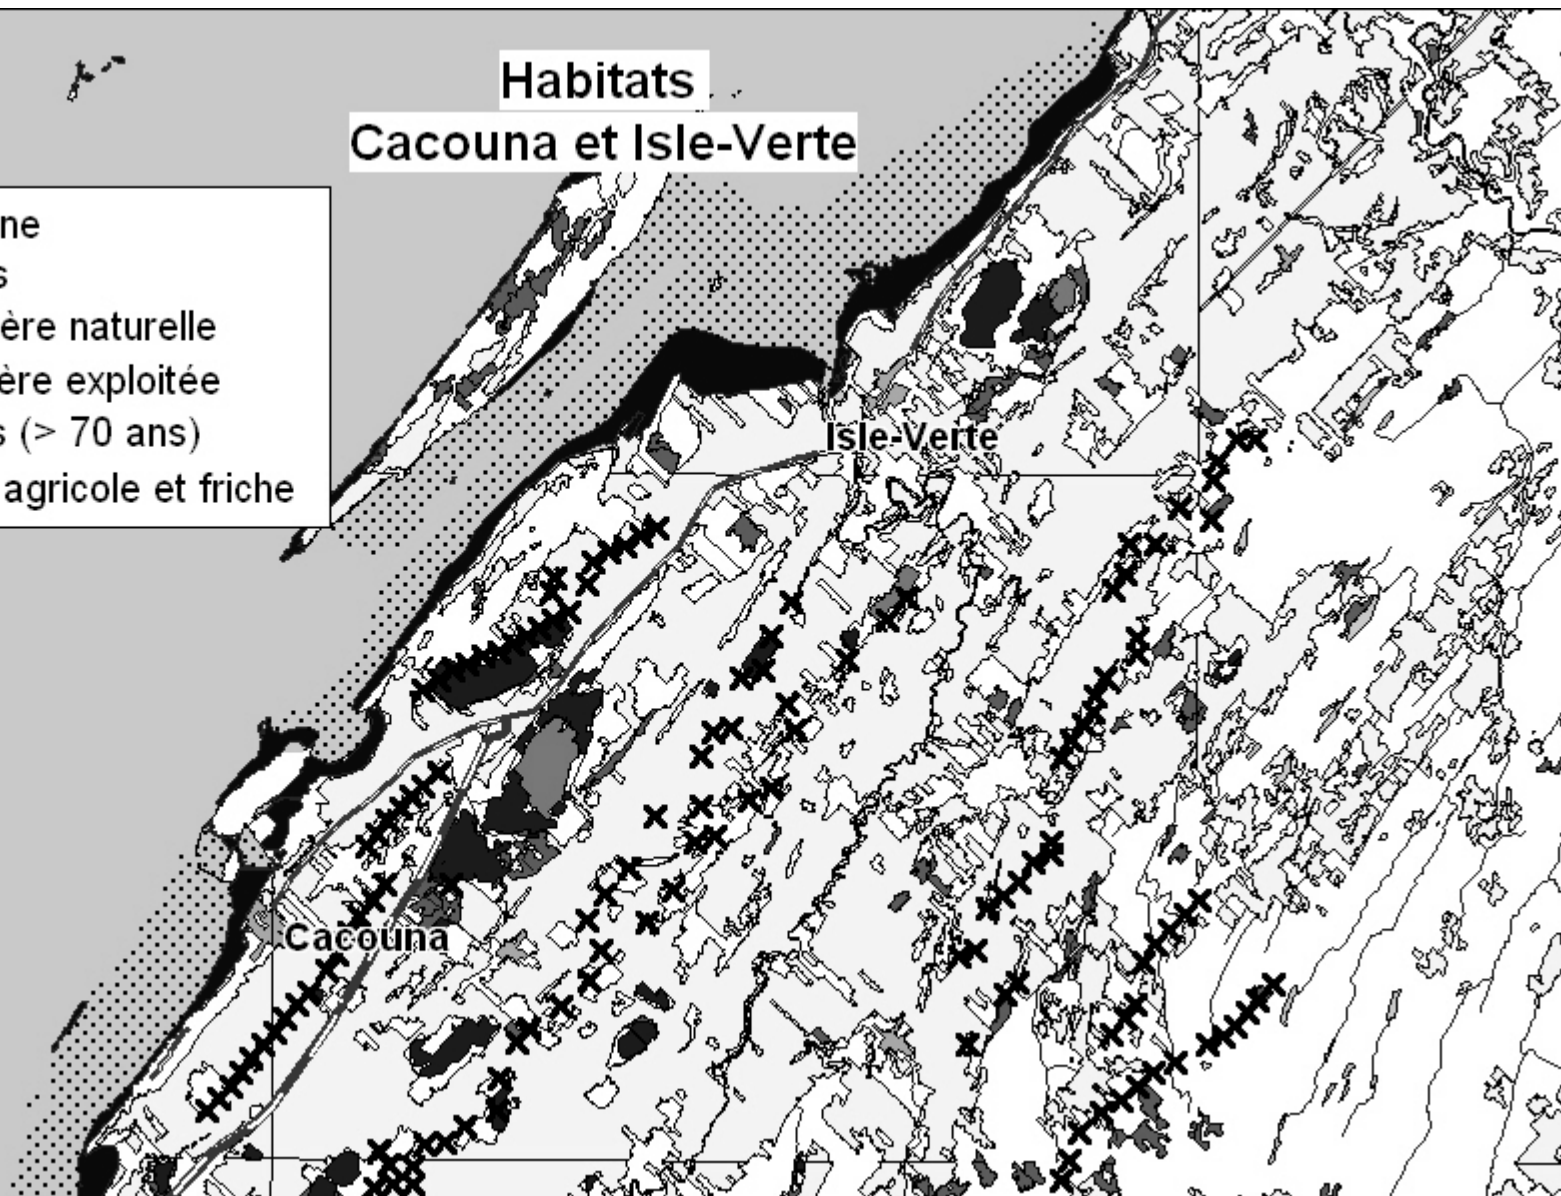 Habitats
Cacouna et Isle-Verte
ne
s
ère naturelle
ère exploitée
s (> 70 ans)
agricole et friche
Isle-Verte
Cacouna